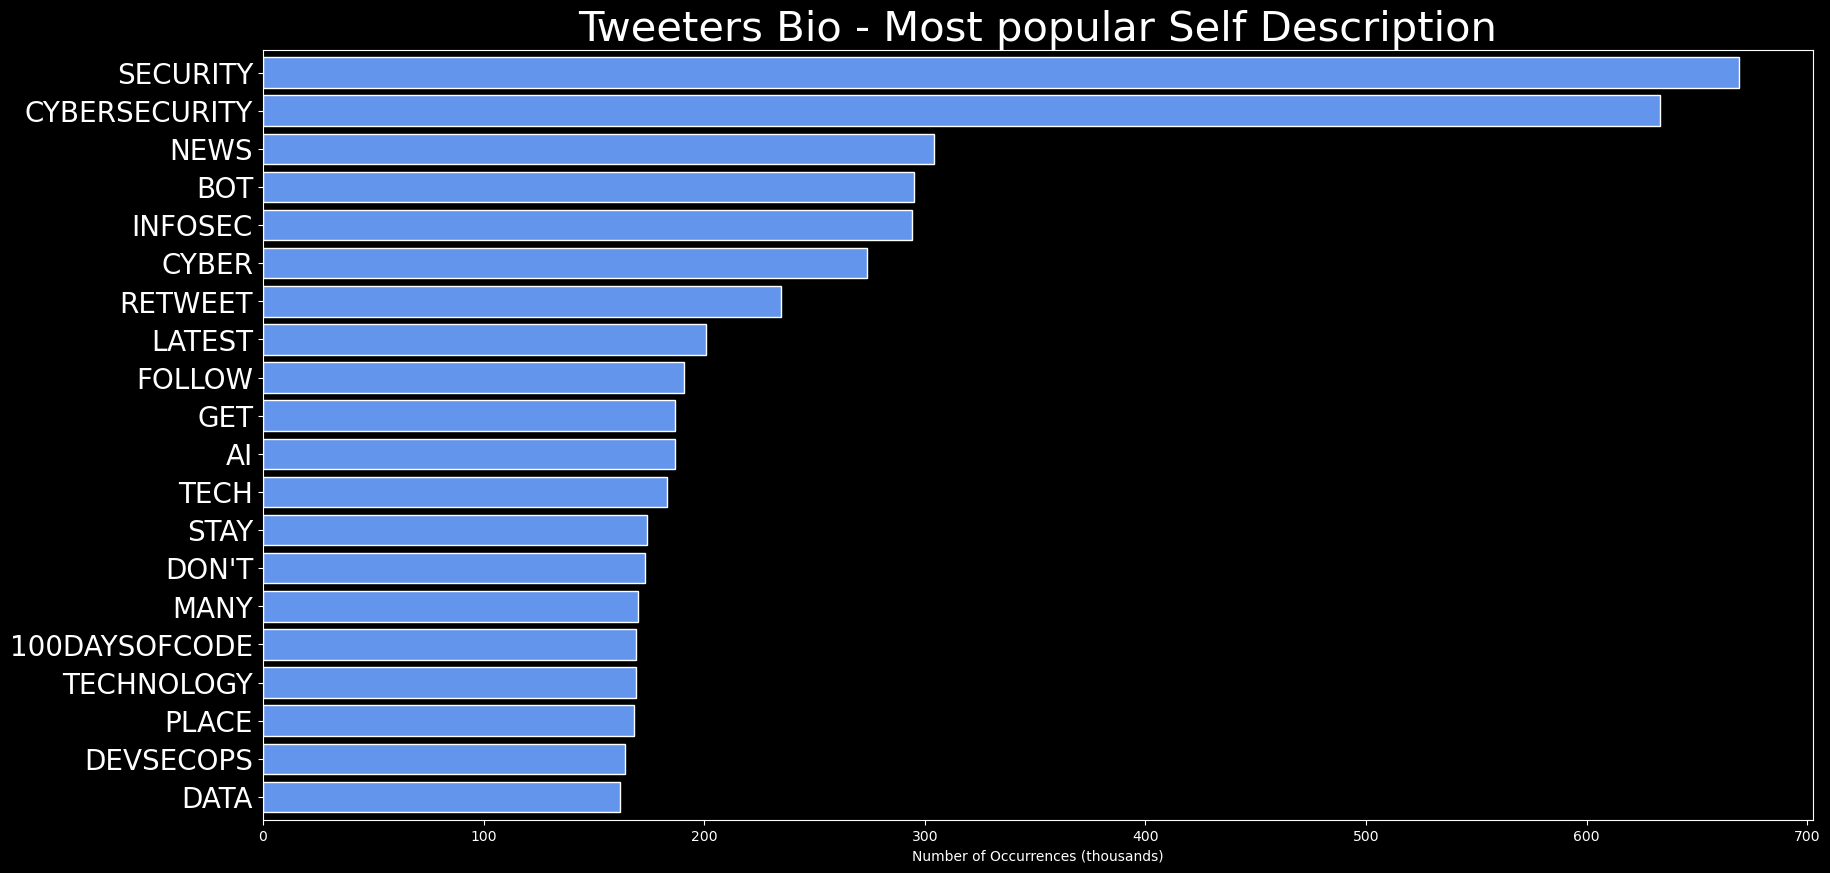 Tweeters Bio - Most popular Self Description
SECURITY
CYBERSECURITY
NEWS
BOT
INFOSEC
CYBER
RETWEET
LATEST
FOLLOW
GET
AI
TECH
STAY
DON'T
MANY
100DAYSOFCODE
TECHNOLOGY
PLACE
DEVSECOPS
DATA
0 100 200 300 400 500 600 700
Number of Occurrences (thousands)